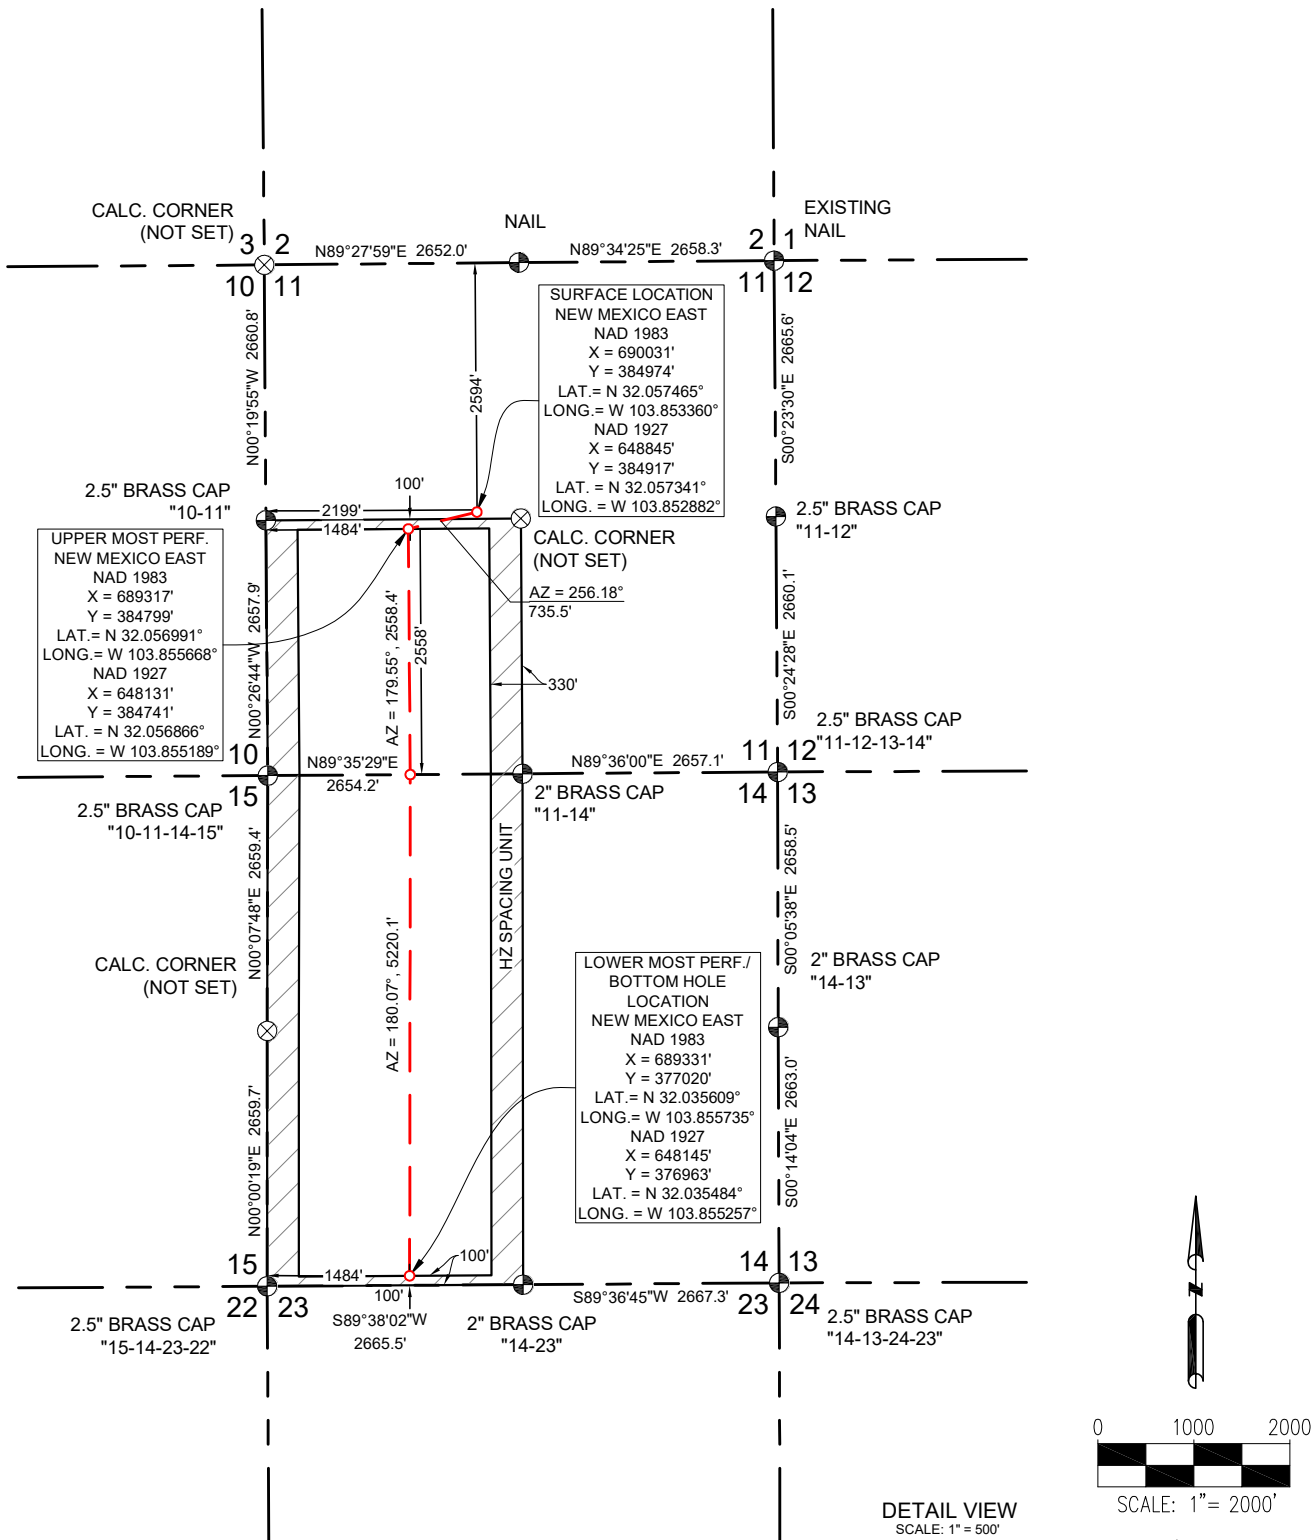 CALC. CORNER
(NOT SET)
NAIL
EXISTING
NAIL
3 2
10 11
N89°27'59"E 2652.0'
N89°34'25"E 2658.3'
2 1
11 12
N00°19'55"W 2660.8'
2594'
S00°23'30"E 2665.6'
SURFACE LOCATION
NEW MEXICO EAST
NAD 1983
X = 690031'
Y = 384974'
LAT.= N 32.057465°
LONG.= W 103.853360°
NAD 1927
X = 648845'
Y = 384917'
LAT. = N 32.057341°
LONG. = W 103.852882°
2.5" BRASS CAP
"10-11"
100'
2199'
1484'
2.5" BRASS CAP
"11-12"
CALC. CORNER
(NOT SET)
UPPER MOST PERF.
NEW MEXICO EAST
NAD 1983
X = 689317'
Y = 384799'
LAT.= N 32.056991°
LONG.= W 103.855668°
NAD 1927
X = 648131'
Y = 384741'
LAT. = N 32.056866°
LONG. = W 103.855189°
N00°26'44"W 2657.9'
AZ = 179.55°, 2558.4'
2558'
AZ = 256.18°
735.5'
330'
S00°24'28"E 2660.1'
10
15
N89°35'29"E
2654.2'
N89°36'00"E 2657.1'
11 12
14 13
2.5" BRASS CAP
"11-12-13-14"
2.5" BRASS CAP
"10-11-14-15"
2" BRASS CAP
"11-14"
N00°07'48"E 2659.4'
HZ SPACING UNIT
S00°05'38"E 2658.5'
CALC. CORNER
(NOT SET)
AZ = 180.07°, 5220.1'
2" BRASS CAP
"14-13"
LOWER MOST PERF./
BOTTOM HOLE
LOCATION
NEW MEXICO EAST
NAD 1983
X = 689331'
Y = 377020'
LAT.= N 32.035609°
LONG.= W 103.855735°
NAD 1927
X = 648145'
Y = 376963'
LAT. = N 32.035484°
LONG. = W 103.855257°
N00°00'19"E 2659.7'
S00°14'04"E 2663.0'
15
22 23
1484'
100'
100'
S89°38'02"W
2665.5'
S89°36'45"W 2667.3'
14 13
23 24
2.5" BRASS CAP
"15-14-23-22"
2" BRASS CAP
"14-23"
2.5" BRASS CAP
"14-13-24-23"
N
0 1000 2000
SCALE: 1"= 2000'
DETAIL VIEW
SCALE: 1" = 500'